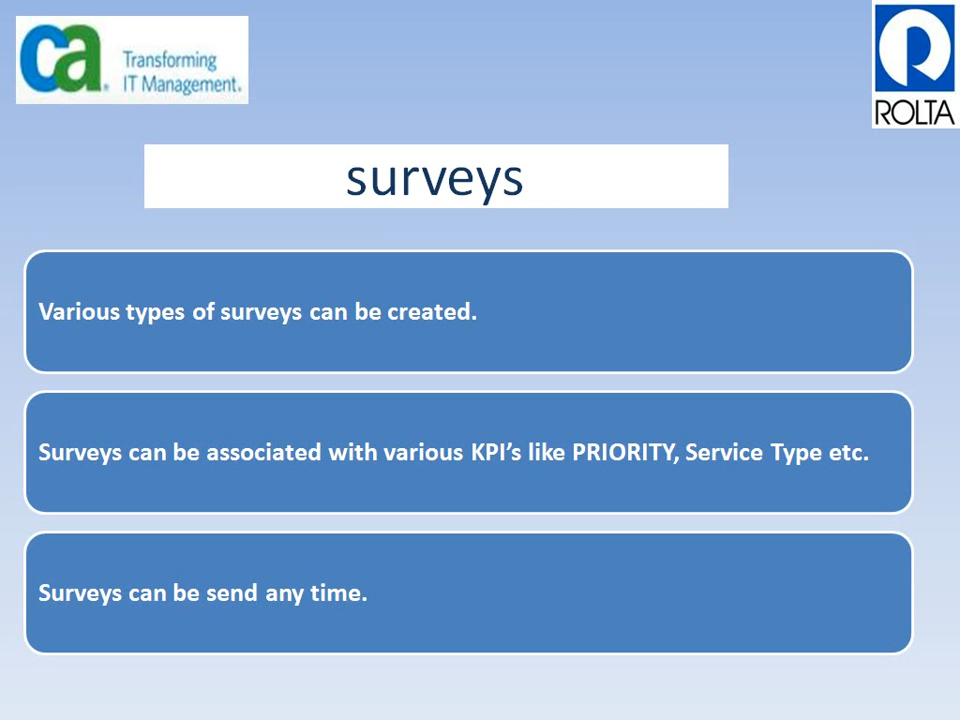 ca
Transforming
IT Management.
ROLTA
surveys
Various types of surveys can be created.
Surveys can be associated with various KPI’s like PRIORITY, Service Type etc.
Surveys can be send any time.